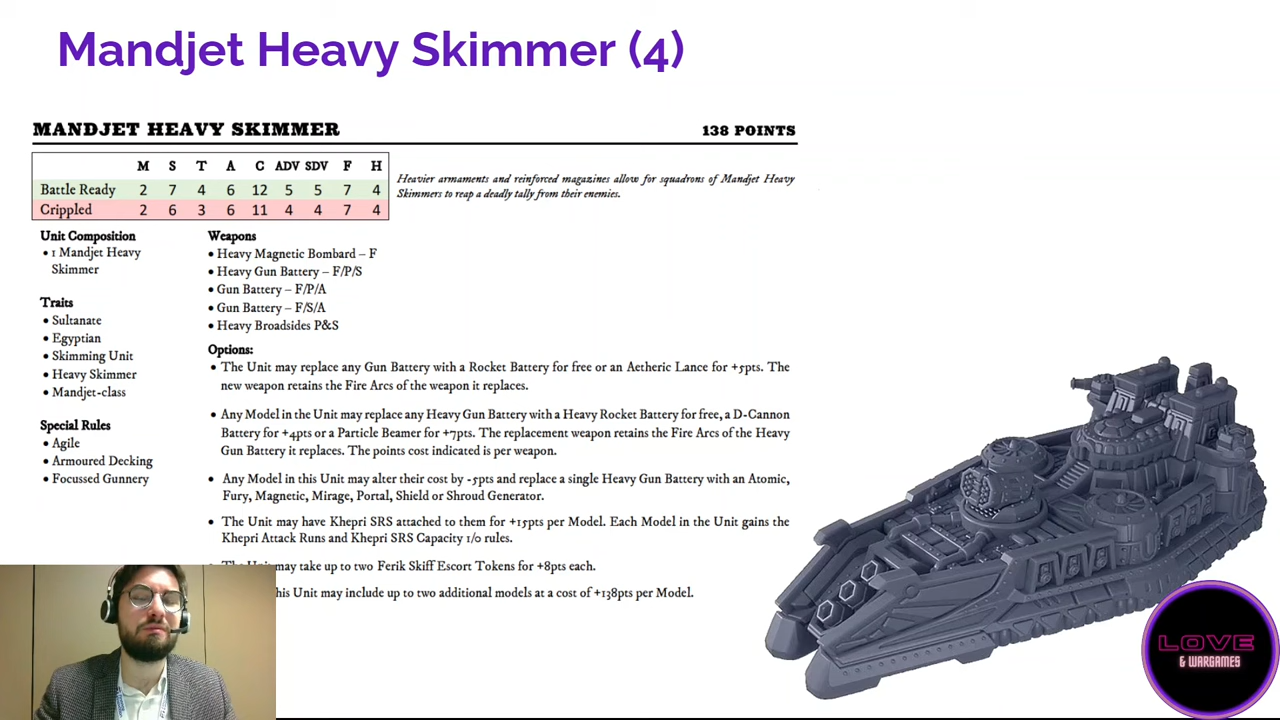 Mandjet Heavy Skimmer (4)
MANDJET HEAVY SKIMMER 138 POINTS
M S T A C ADV SDV F H
Battle Ready 2 7 4 6 12 5 5 7 4
Crippled 2 6 3 6 11 4 4 7 4
Heavier armaments and reinforced magazines allow for squadrons of Mandjet Heavy
Skimmers to reap a deadly tally from their enemies.
Unit Composition
• 1 Mandjet Heavy
Skimmer
Traits
• Sultanate
• Egyptian
• Skimming Unit
• Heavy Skimmer
• Mandjet-class
Special Rules
• Agile
• Armoured Decking
• Focussed Gunnery
Weapons
• Heavy Magnetic Bombard – F
• Heavy Gun Battery – F/P/S
• Gun Battery – F/P/A
• Gun Battery – F/S/A
• Heavy Broadsides P&S
Options:
• The Unit may replace any Gun Battery with a Rocket Battery for free or an Aetheric Lance for +5pts. The
new weapon retains the Fire Arcs of the weapon it replaces.
• Any Model in the Unit may replace any Heavy Gun Battery with a Heavy Rocket Battery for free, a D-Cannon
Battery for +4pts or a Particle Beamer for +7pts. The replacement weapon retains the Fire Arcs of the Heavy
Gun Battery it replaces. The points cost indicated is per weapon.
• Any Model in this Unit may alter their cost by -5pts and replace a single Heavy Gun Battery with an Atomic,
Fury, Magnetic, Mirage, Portal, Shield or Shroud Generator.
• The Unit may have Khepri SRS attached to them for +15pts per Model. Each Model in the Unit gains the
Khepri Attack Runs and Khepri SRS Capacity 1/0 rules.
may take up to two Ferik Skiff Escort Tokens for +8pts each.
this Unit may include up to two additional models at a cost of +138pts per Model.
LOVE
& WARGAMES